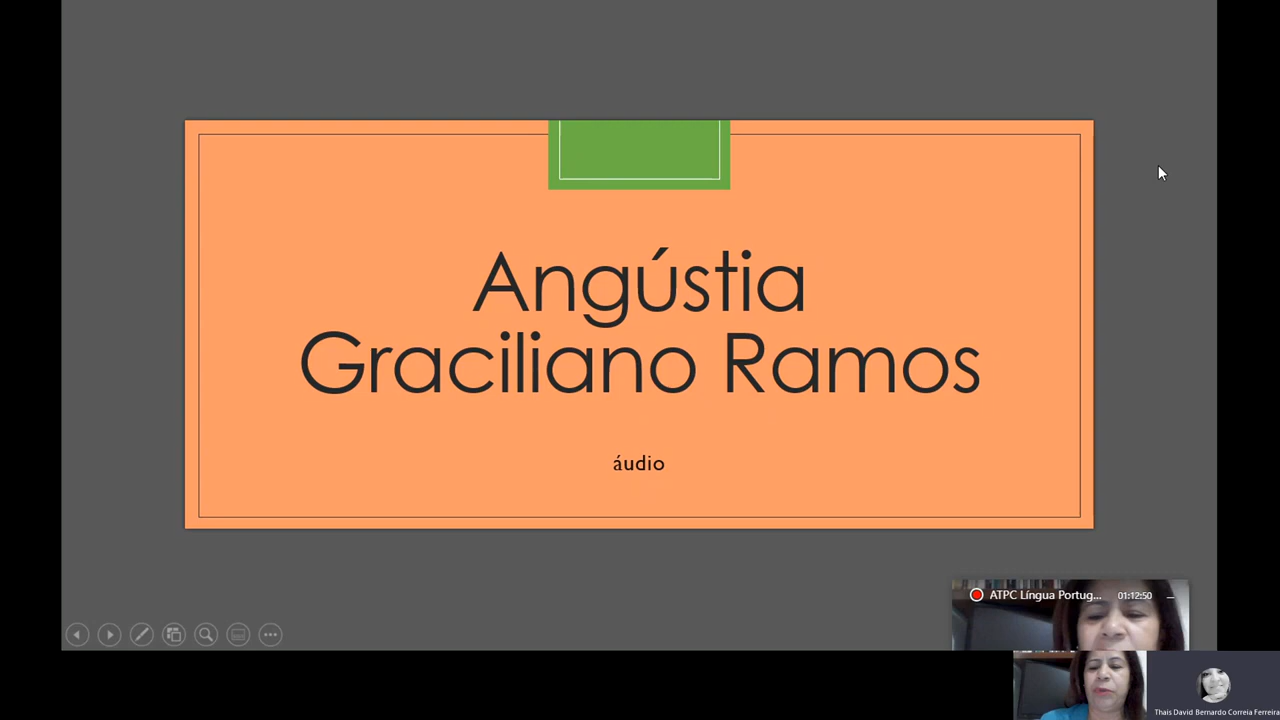 Angústia
Graciliano Ramos
áudio
ATPC Língua Portug... 01:12:50
Thais David Bernardo Correia Ferreira